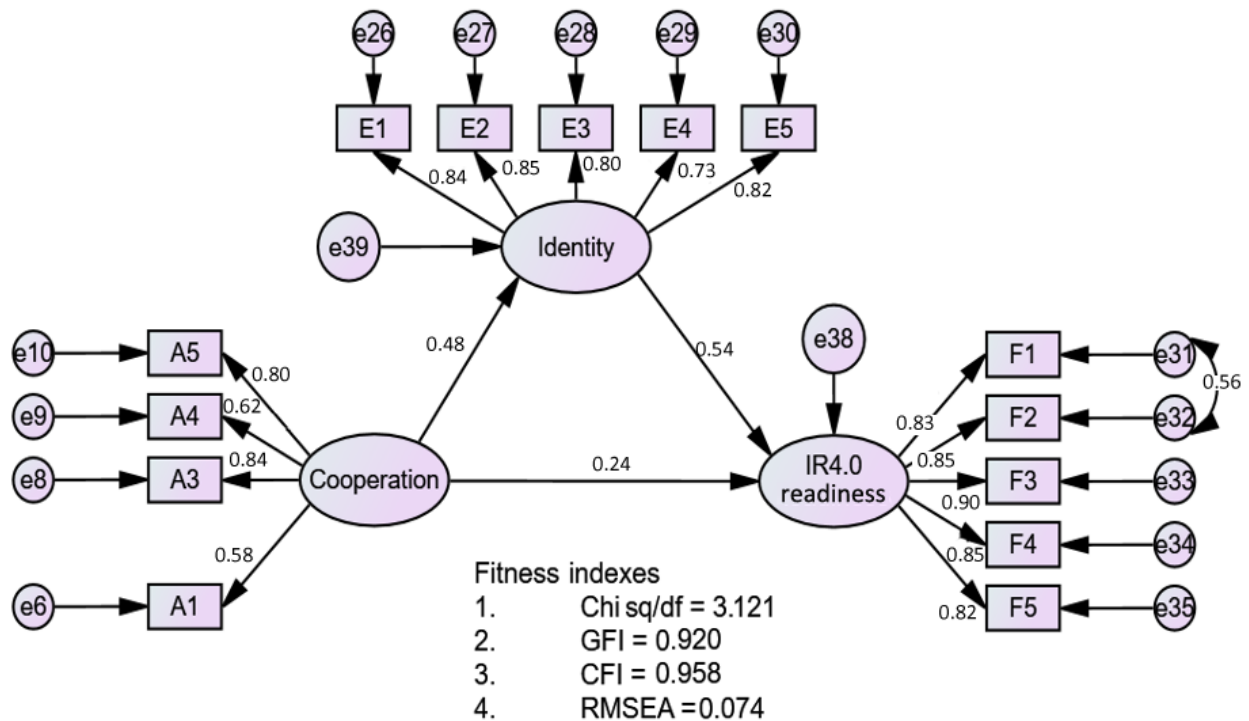 e26 e27 e28 e29 e30
E1 E2 E3 E4 E5
0.84 0.85 0.80 0.73 0.82
e39 Identity
0.48 0.54
e38
e10 A5 0.80
e9 A4 0.62
e8 A3 0.84
e6 A1 0.58
Cooperation
0.24
IR4.0
readiness
0.83 F1 e31
0.85 F2 e32
0.56
0.90 F3 e33
0.85 F4 e34
0.82 F5 e35
Fitness indexes
1. Chi sq/df = 3.121
2. GFI = 0.920
3. CFI = 0.958
4. RMSEA =0.074